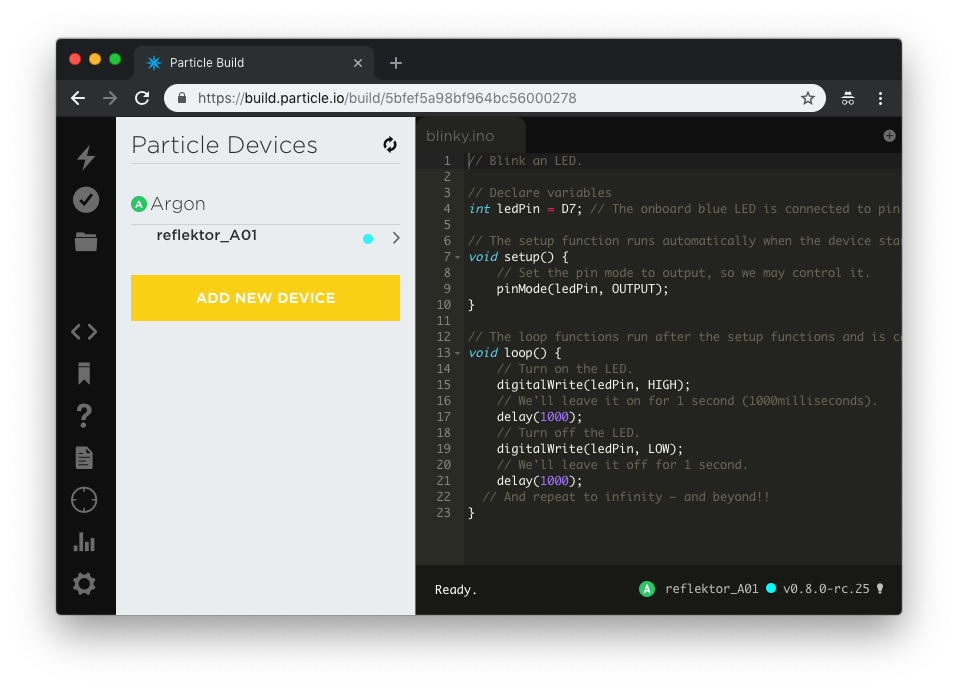 Particle Build
https://build.particle.io/build/5bfef5a98bf964bc56000278
Particle Devices
A Argon
reflektor_A01
ADD NEW DEVICE
blinky.ino
1 // Blink an LED.
2
3 // Declare variables
4 int ledPin = D7; // The onboard blue LED is connected to pin
5
6 // The setup function runs automatically when the device sta
7 void setup() {
8 // Set the pin mode to output, so we may control it.
9 pinMode(ledPin, OUTPUT);
10 }
11
12 // The loop functions run after the setup functions and is co
13 void loop() {
14 // Turn on the LED.
15 digitalWrite(ledPin, HIGH);
16 // We'll leave it on for 1 second (1000milliseconds).
17 delay(1000);
18 // Turn off the LED.
19 digitalWrite(ledPin, LOW);
20 // We'll leave it off for 1 second.
21 delay(1000);
22 // And repeat to infinity – and beyond!!
23 }
Ready.
A reflektor_A01 v0.8.0-rc.25